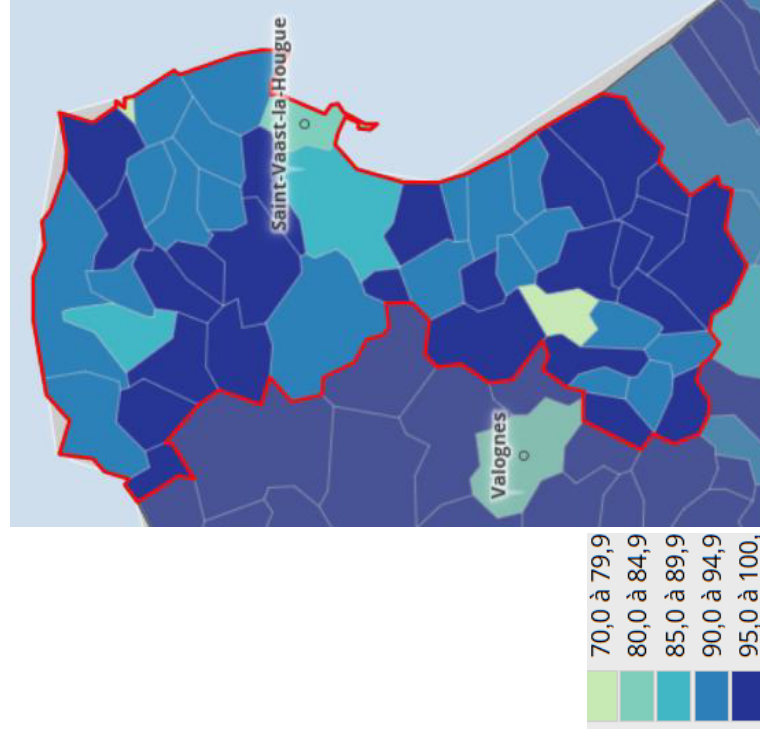 Saint-Vaast-la-Hougue
Valognes
70,0 à 79,9
80,0 à 84,9
85,0 à 89,9
90,0 à 94,9
95,0 à 100,